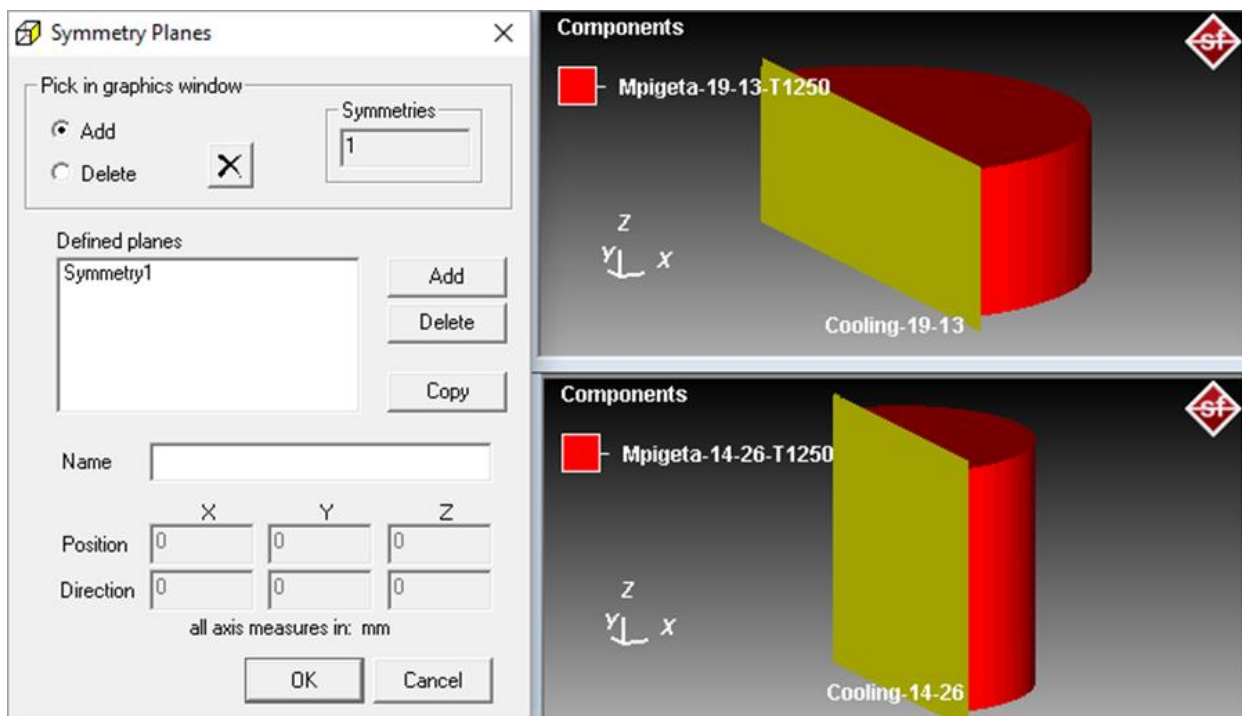 Symmetry Planes
Pick in graphics window
Add
Delete
Symmetries
1
Defined planes
Symmetry1
Add
Delete
Copy
Name
X Y Z
Position 0 0 0
Direction 0 0 0
all axis measures in: mm
OK Cancel
Components
Mpigeta-19-13-T1250
sf
Z
Y X
Cooling-19-13
Components
Mpigeta-14-26-T1250
sf
Z
Y X
Cooling-14-26